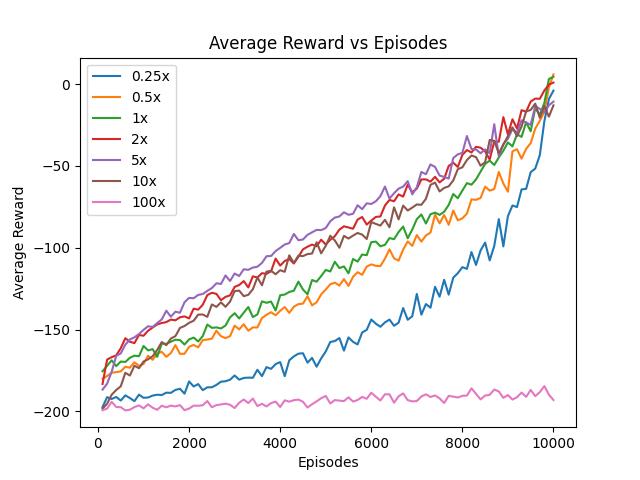 Average Reward vs Episodes
0.25x
0.5x
1x
2x
5x
10x
100x
0
−50
−100
−150
−200
Average Reward
0 2000 4000 6000 8000 10000
Episodes